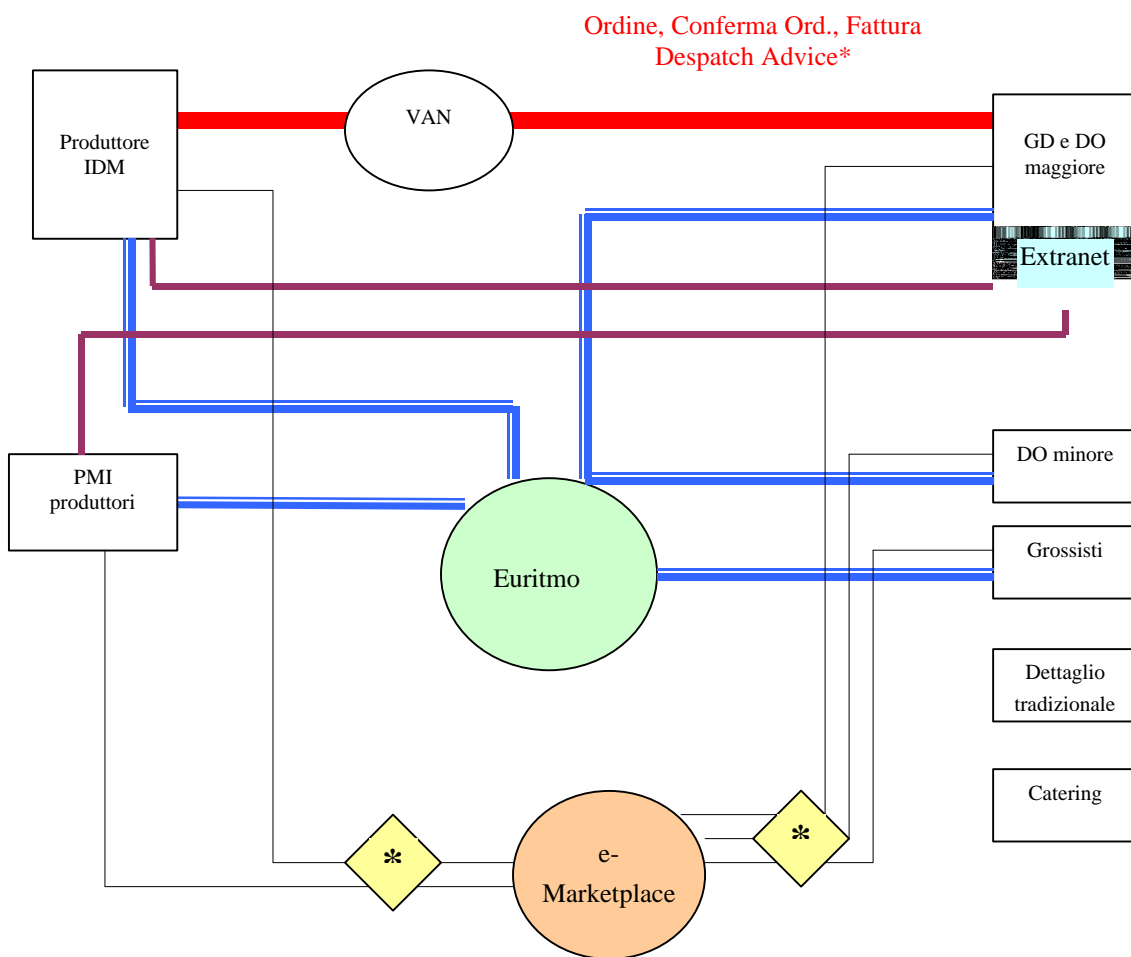 Ordine, Conferma Ord., Fattura
Despatch Advice*
Produttore
IDM
VAN
GD e DO
maggiore
Extranet
PMI
produttori
DO minore
Euritmo
Grossisti
Dettaglio
tradizionale
Catering
*
*
e-
Marketplace